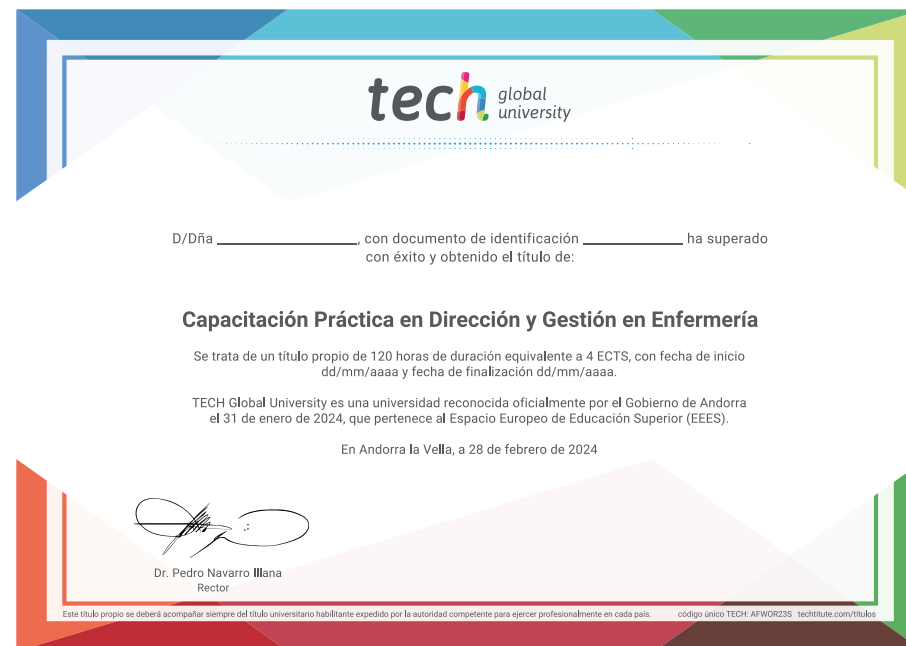 tech global university
D/Dña ____________________, con documento de identificación ______________ ha superado
con éxito y obtenido el título de:
Capacitación Práctica en Dirección y Gestión en Enfermería
Se trata de un título propio de 120 horas de duración equivalente a 4 ECTS, con fecha de inicio
dd/mm/aaaa y fecha de finalización dd/mm/aaaa.
TECH Global University es una universidad reconocida oficialmente por el Gobierno de Andorra
el 31 de enero de 2024, que pertenece al Espacio Europeo de Educación Superior (EEES).
En Andorra la Vella, a 28 de febrero de 2024
Dr. Pedro Navarro Illana
Rector
Este título propio se deberá acompañar siempre del título universitario habilitante expedido por la autoridad competente para ejercer profesionalmente en cada país. código único TECH: AFWOR23S techtitute.com/titulos